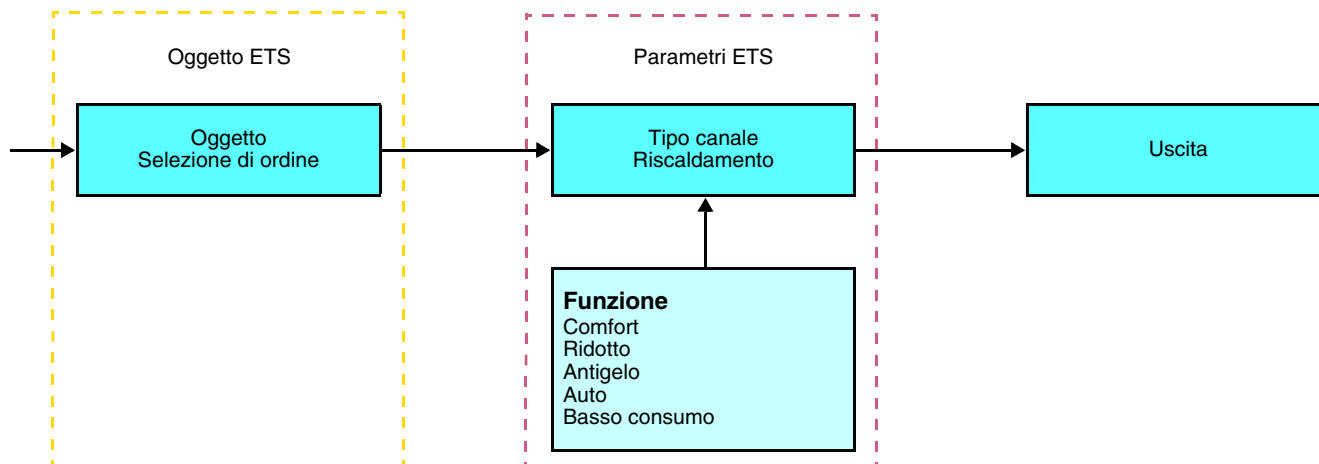 Oggetto ETS
Parametri ETS
Oggetto
Selezione di ordine
Tipo canale
Riscaldamento
Uscita
Funzione
Comfort
Ridotto
Antigelo
Auto
Basso consumo